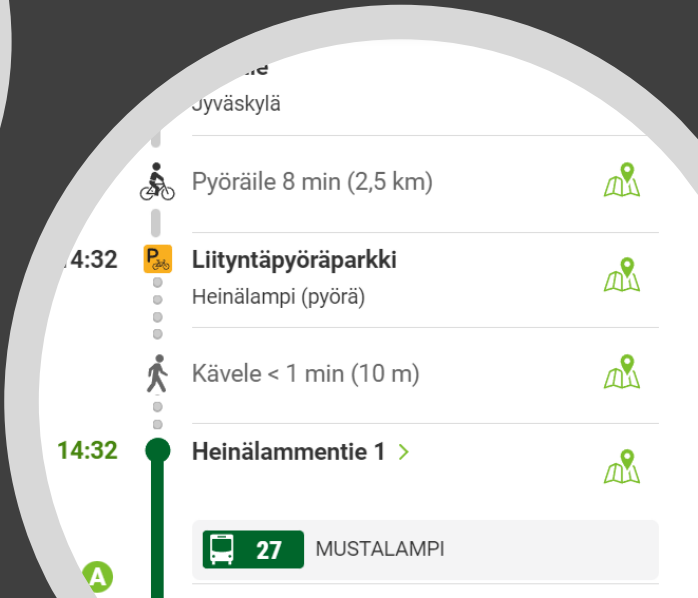 Jyväskylä
Pyöräile 8 min (2,5 km)
14:32 P Liityntäpyöräparkki
Heinälampi (pyörä)
Kävele < 1 min (10 m)
14:32 Heinälammentie 1 >
27 MUSTALAMPI
A